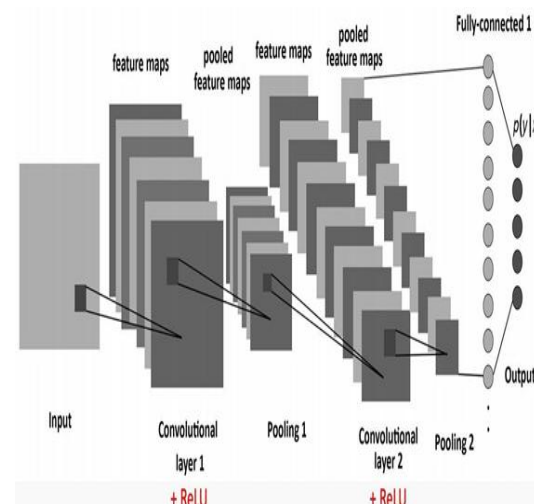 Fully-connected 1
feature maps
pooled
feature maps
feature maps
pooled
feature maps
p(y|
Input
Convolutional
layer 1
Pooling 1
Convolutional
layer 2
Pooling 2
Output
+ ReLU
+ ReLU